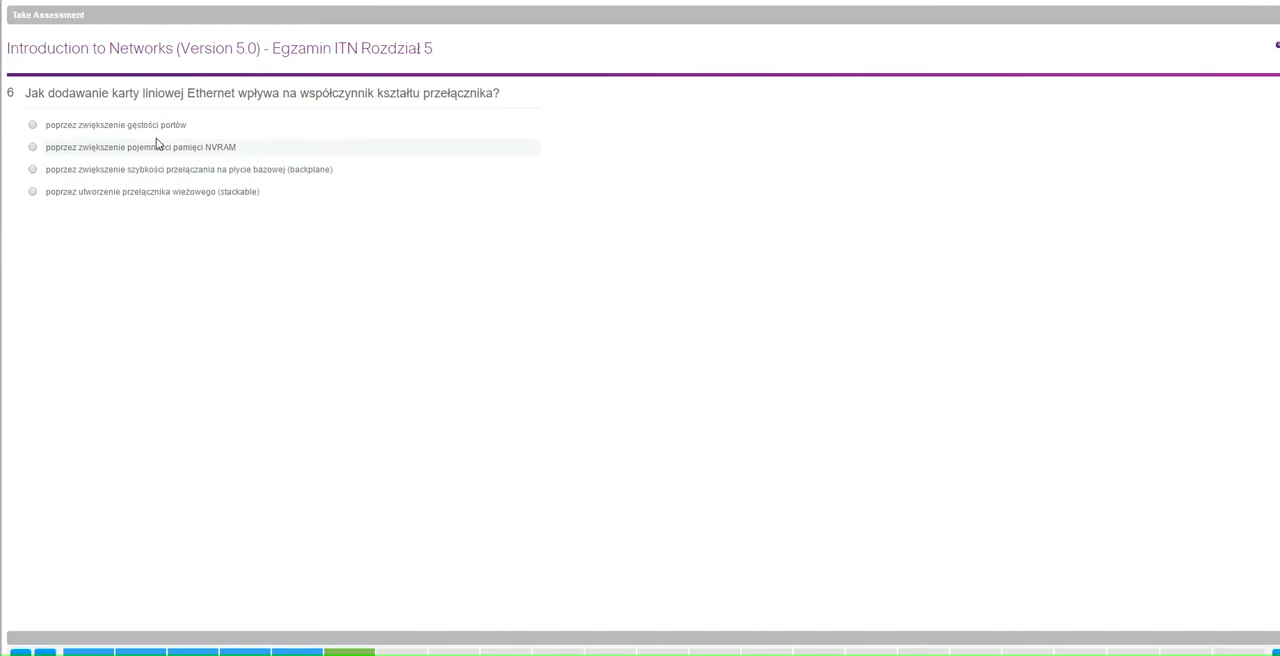 Take Assessment
Introduction to Networks (Version 5.0) - Egzamin ITN Rozdział 5
6 Jak dodawanie karty liniowej Ethernet wpływa na współczynnik kształtu przełącznika?
poprzez zwiększenie gęstości portów
poprzez zwiększenie pojemności pamięci NVRAM
poprzez zwiększenie szybkości przełączania na płycie bazowej (backplane)
poprzez utworzenie przełącznika wieżowego (stackable)